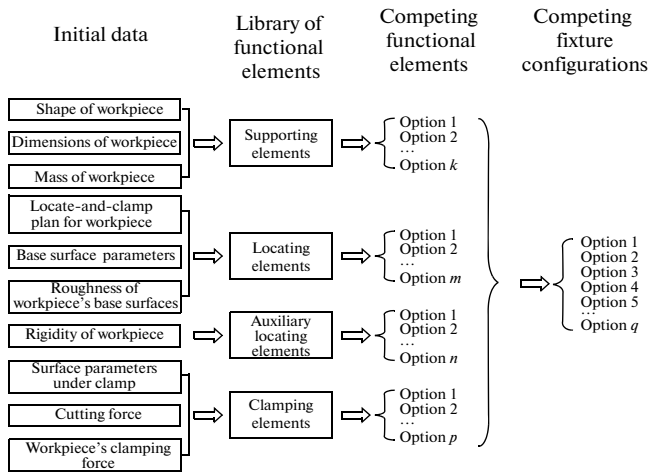 Initial data
Library of
functional
elements
Competing
functional
elements
Competing
fixture
configurations
Shape of workpiece
Dimensions of workpiece
Mass of workpiece
Supporting
elements
Option 1
Option 2
...
Option k
Locate-and-clamp
plan for workpiece
Base surface parameters
Roughness of
workpiece's base surfaces
Locating
elements
Option 1
Option 2
...
Option m
Rigidity of workpiece
Auxiliary
locating
elements
Option 1
Option 2
...
Option n
Surface parameters
under clamp
Cutting force
Workpiece's clamping
force
Clamping
elements
Option 1
Option 2
...
Option p
Option 1
Option 2
Option 3
Option 4
Option 5
...
Option q